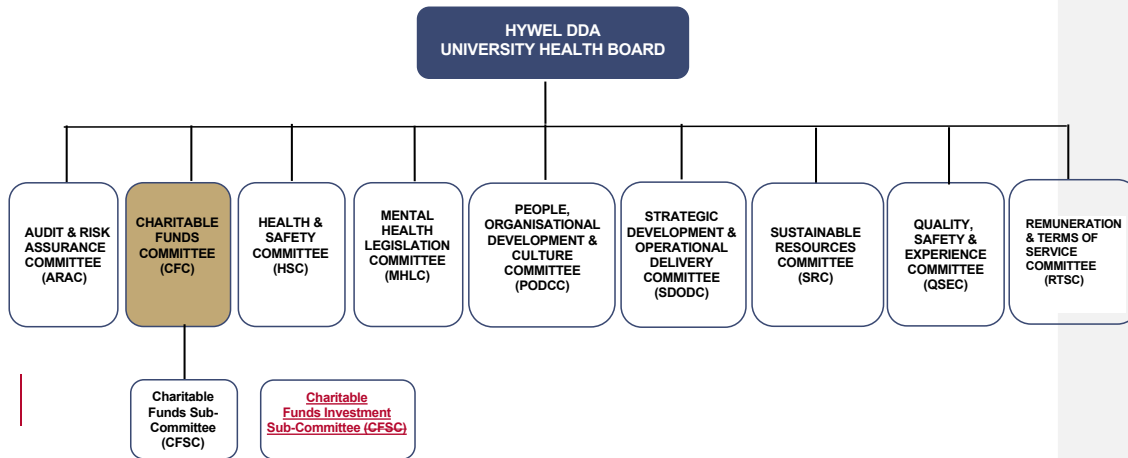 HYWEL DDA
UNIVERSITY HEALTH BOARD
AUDIT & RISK
ASSURANCE
COMMITTEE
(ARAC)
CHARITABLE
FUNDS
COMMITTEE
(CFC)
HEALTH &
SAFETY
COMMITTEE
(HSC)
MENTAL
HEALTH
LEGISLATION
COMMITTEE
(MHLC)
PEOPLE,
ORGANISATIONAL
DEVELOPMENT &
CULTURE
COMMITTEE
(PODCC)
STRATEGIC
DEVELOPMENT &
OPERATIONAL
DELIVERY
COMMITTEE
(SDODC)
SUSTAINABLE
RESOURCES
COMMITTEE
(SRC)
QUALITY,
SAFETY &
EXPERIENCE
COMMITTEE
(QSEC)
REMUNERATION
& TERMS OF
SERVICE
COMMITTEE
(RTSC)
Charitable
Funds Sub-
Committee
(CFSC)
Charitable
Funds Investment
Sub-Committee (CFSC)